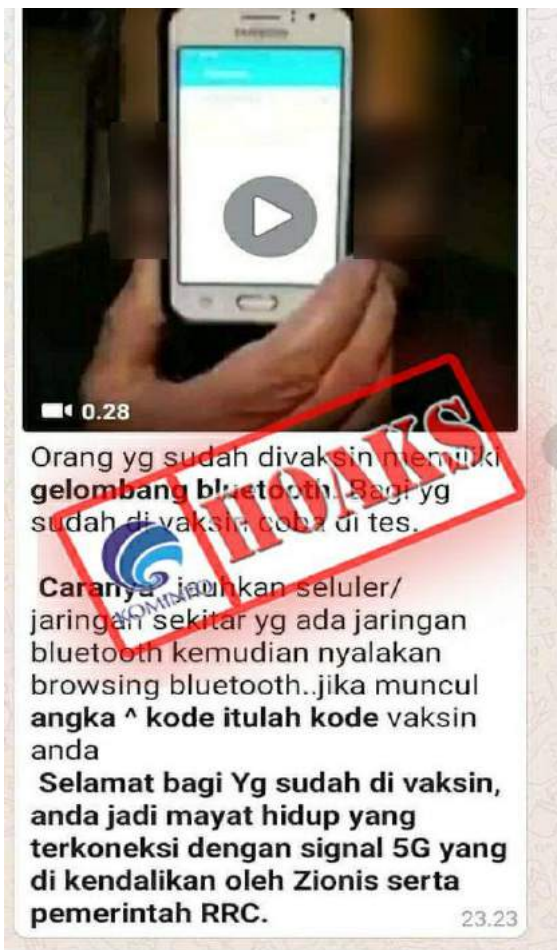 SAMSUNG
0.28
Orang yg sudah divaksin memiliki
gelombang bluetooth. Bagi yg
sudah di vaksin coba di tes.
HOAKS
KOMINFO
Caranya jauhkan seluler/
jaringan sekitar yg ada jaringan
bluetooth kemudian nyalakan
browsing bluetooth..jika muncul
angka ^ kode itulah kode vaksin
anda
Selamat bagi Yg sudah di vaksin,
anda jadi mayat hidup yang
terkoneksi dengan signal 5G yang
di kendalikan oleh Zionis serta
pemerintah RRC.
23.23